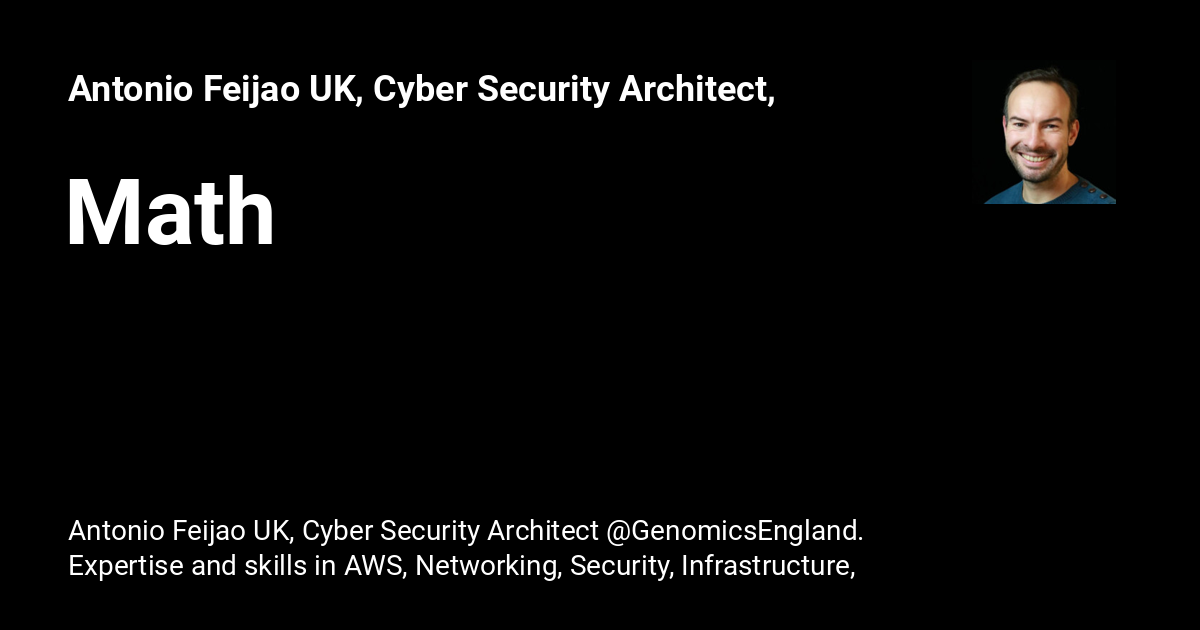 Antonio Feijao UK, Cyber Security Architect,
Math
Antonio Feijao UK, Cyber Security Architect @GenomicsEngland.
Expertise and skills in AWS, Networking, Security, Infrastructure,